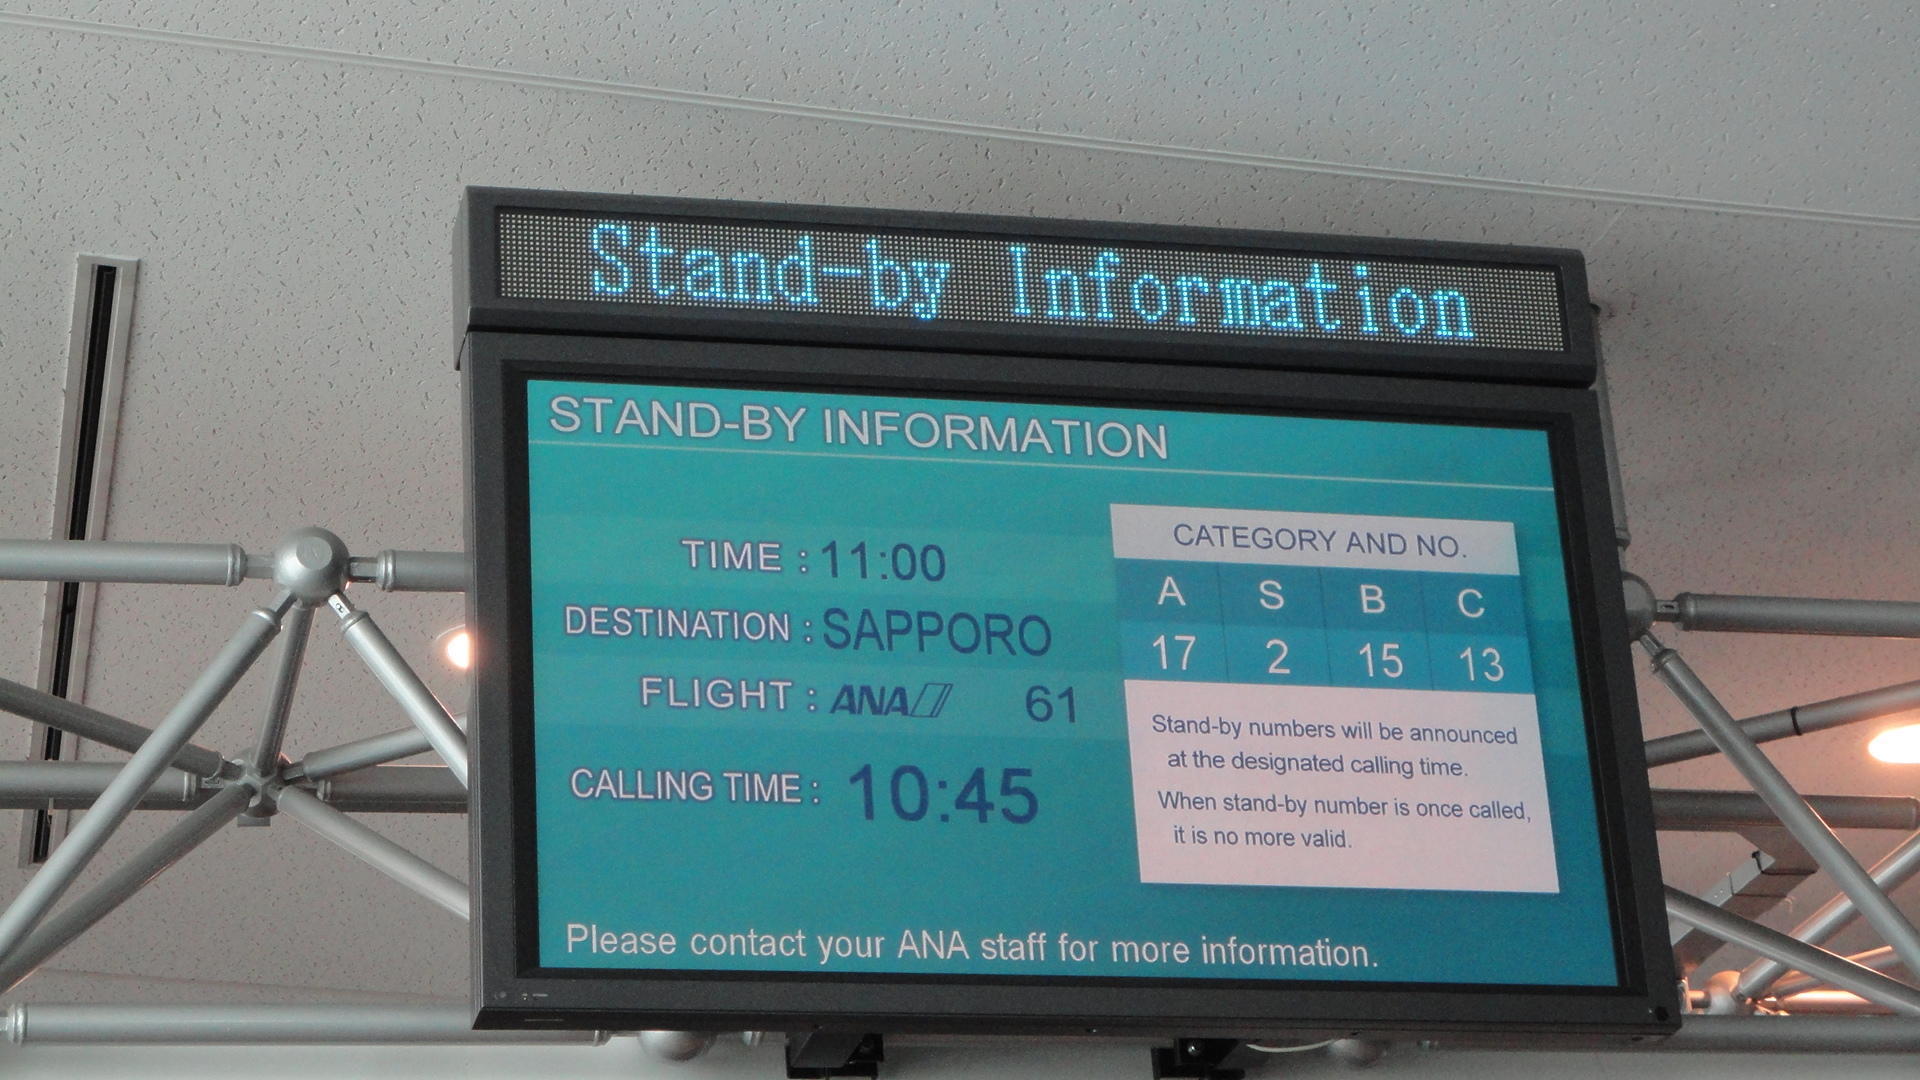 Stand-by Information
STAND-BY INFORMATION
TIME : 11:00
DESTINATION : SAPPORO
FLIGHT : ANA 61
CALLING TIME : 10:45
CATEGORY AND NO.
A S B C
17 2 15 13
Stand-by numbers will be announced
at the designated calling time.
When stand-by number is once called,
it is no more valid.
Please contact your ANA staff for more information.